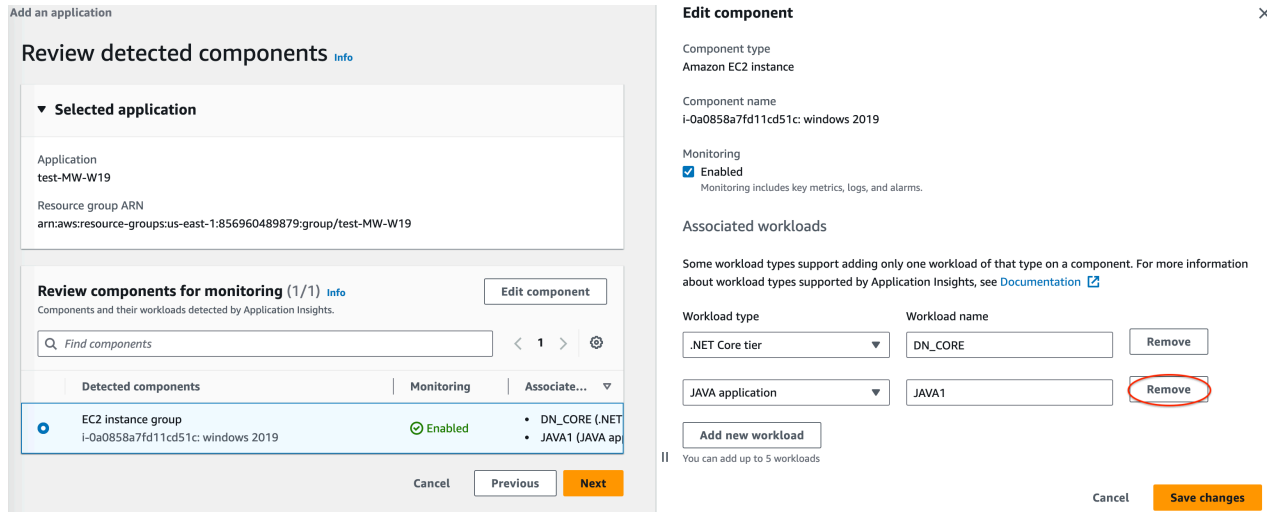 Add an application
Review detected components Info
▼ Selected application
Application
test-MW-W19
Resource group ARN
arn:aws:resource-groups:us-east-1:856960489879:group/test-MW-W19
Review components for monitoring (1/1) Info
Edit component
Components and their workloads detected by Application Insights.
Find components
< 1 >
Detected components
Monitoring
Associate...
EC2 instance group
i-0a0858a7fd11cd51c: windows 2019
Enabled
• DN_CORE (.NET
• JAVA1 (JAVA ap
Cancel
Previous
Next
Edit component
Component type
Amazon EC2 instance
Component name
i-0a0858a7fd11cd51c: windows 2019
Monitoring
Enabled
Monitoring includes key metrics, logs, and alarms.
Associated workloads
Some workload types support adding only one workload of that type on a component. For more information
about workload types supported by Application Insights, see Documentation
Workload type
Workload name
.NET Core tier
DN_CORE
Remove
JAVA application
JAVA1
Remove
Add new workload
You can add up to 5 workloads
Cancel
Save changes